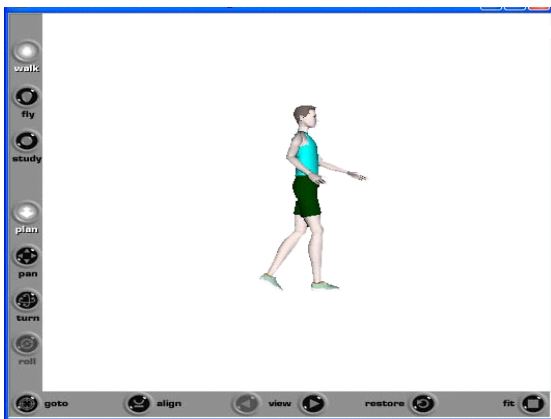 walk
fly
study
plan
pan
turn
roll
goto align view restore fit